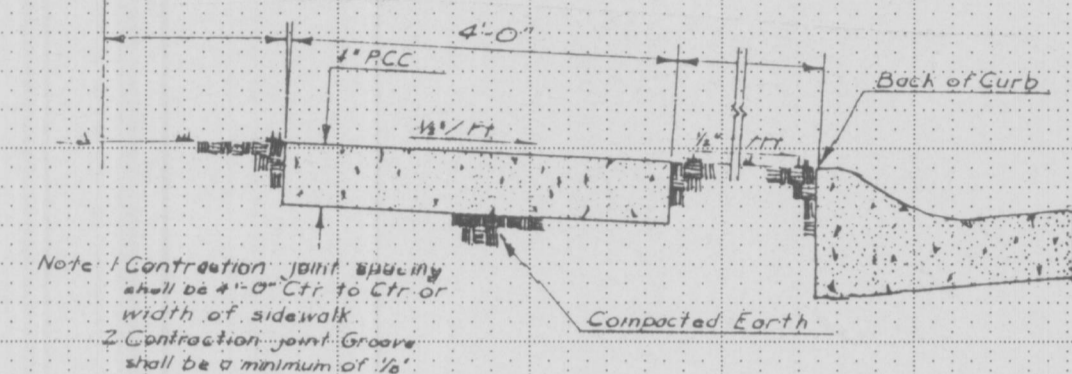 4'-0"
4" PCC
Back of Curb
/Ft
1/2" /Ft
Note 1 Contraction joint spacing
shall be 4'-0" Ctr to Ctr or
width of sidewalk
Compacted Earth
2 Contraction joint Groove
shall be a minimum of 1/8"